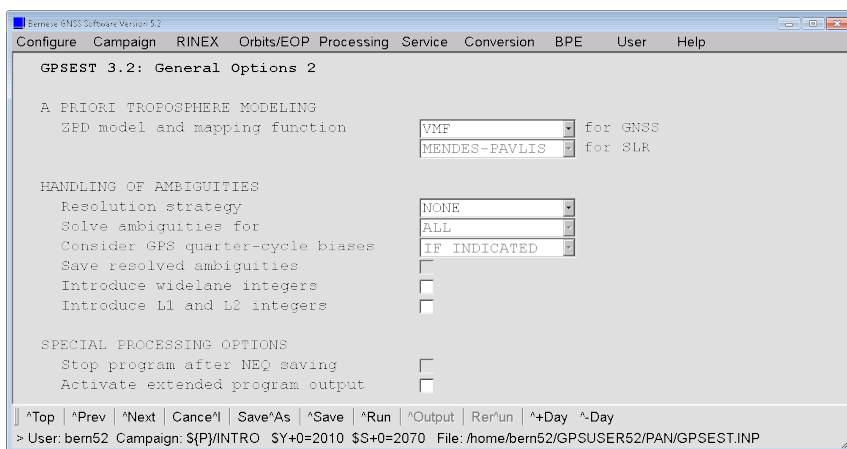 Bernese GNSS Software Version 5.2
Configure Campaign RINEX Orbits/EOP Processing Service Conversion BPE User Help
GPSEST 3.2: General Options 2
A PRIORI TROPOSPHERE MODELING
ZPD model and mapping function VMF for GNSS
MENDES-PAVLIS for SLR
HANDLING OF AMBIGUITIES
Resolution strategy NONE
Solve ambiguities for ALL
Consider GPS quarter-cycle biases IF INDICATED
Save resolved ambiguities
Introduce widelane integers
Introduce L1 and L2 integers
SPECIAL PROCESSING OPTIONS
Stop program after NEQ saving
Activate extended program output
^Top | ^Prev | ^Next | Cance^l | Save^As | ^Save | ^Run | ^Output | Rer^un | ^+Day ^-Day
> User: bern52 Campaign: ${P}/INTRO $Y+0=2010 $S+0=2070 File: /home/bern52/GPSUSER52/PAN/GPSEST.INP